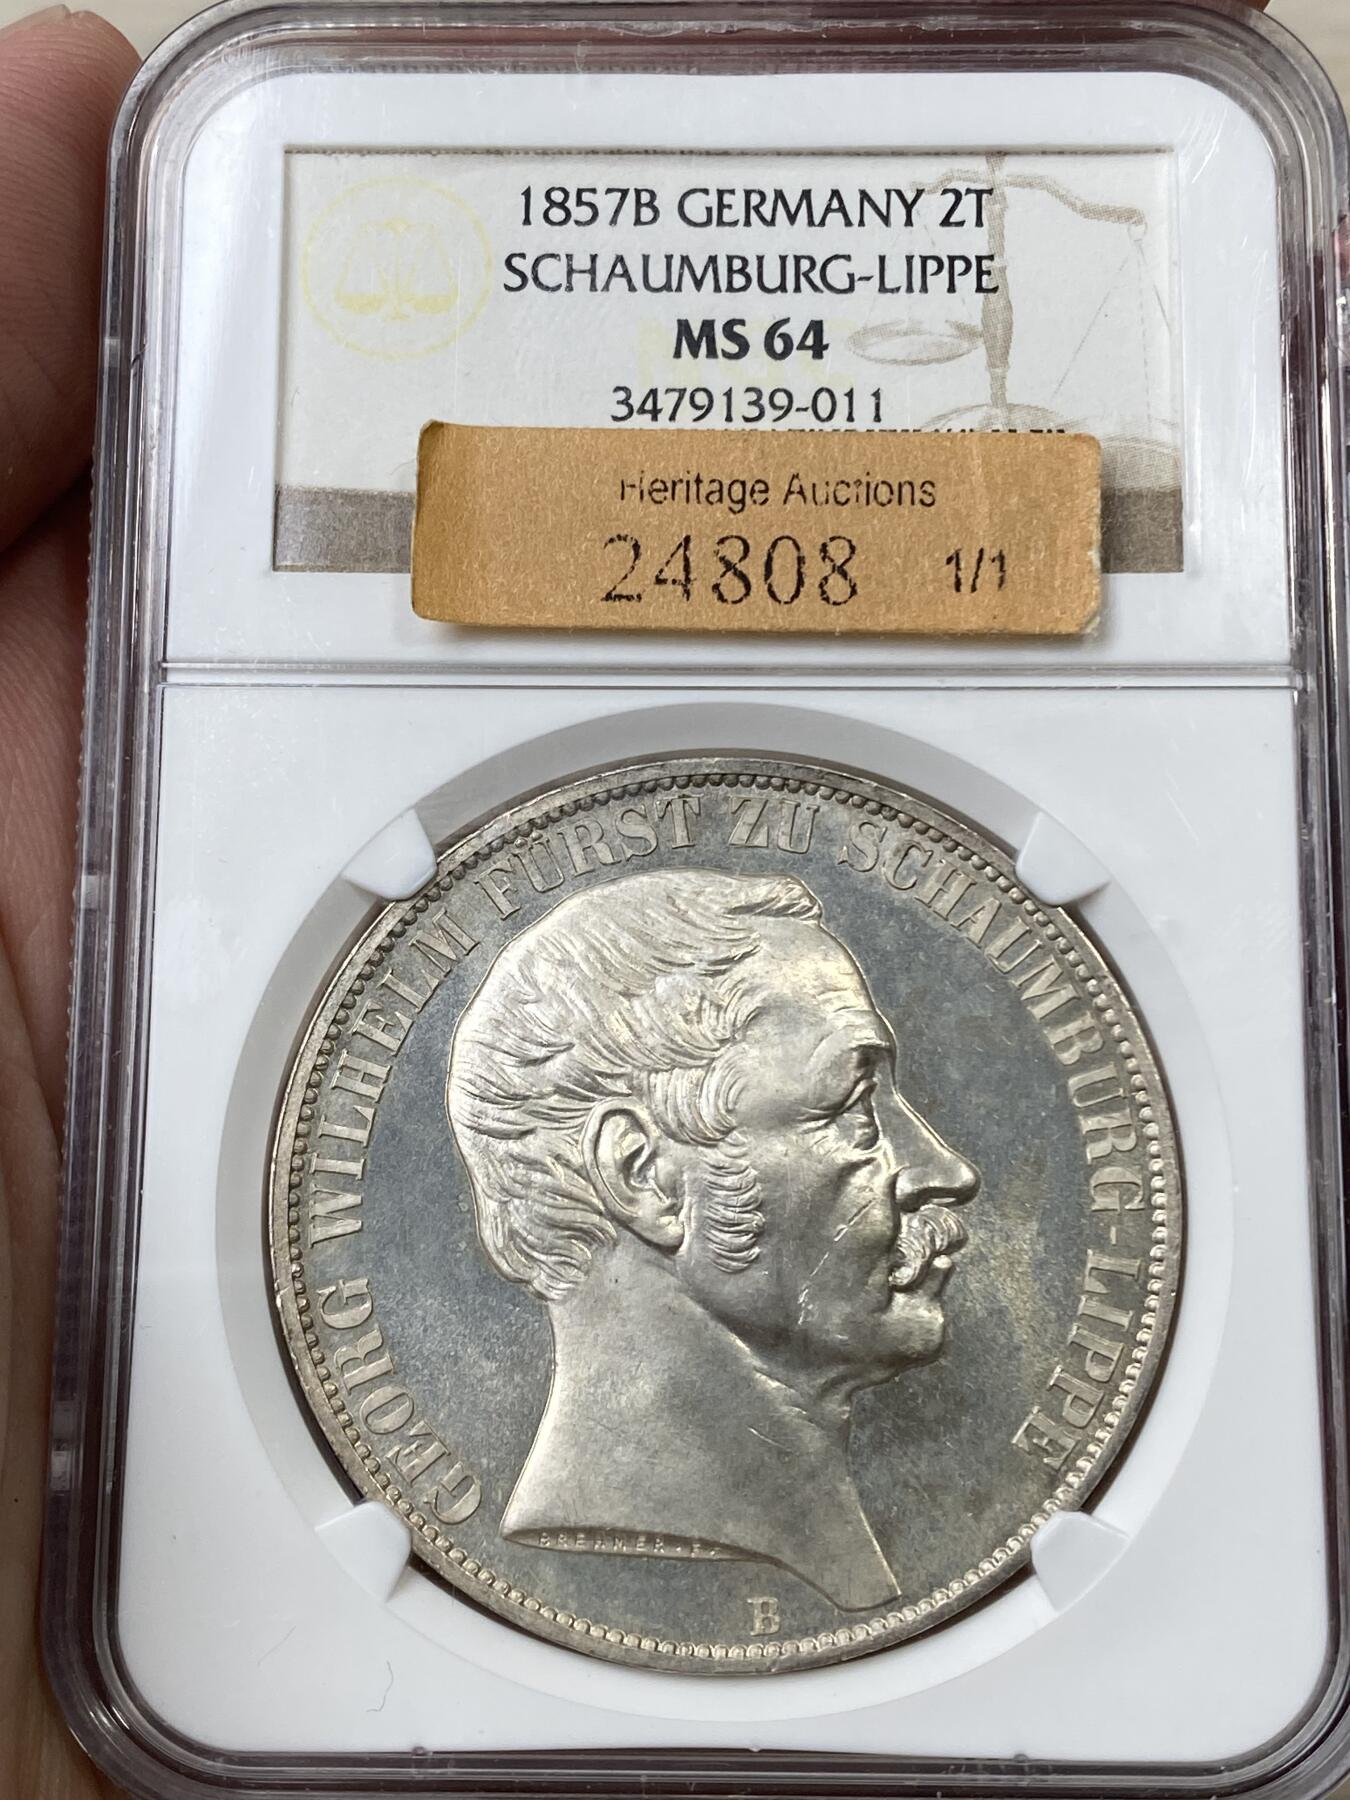 1857B GERMANY 2T
SCHAUMBURG-LIPPE
MS 64
3479139-011
Heritage Auctions
24808 1/1
GEORG WILHELM FÜRST ZU SCHAUMBURG-LIPPE
BREHMER·F·
B